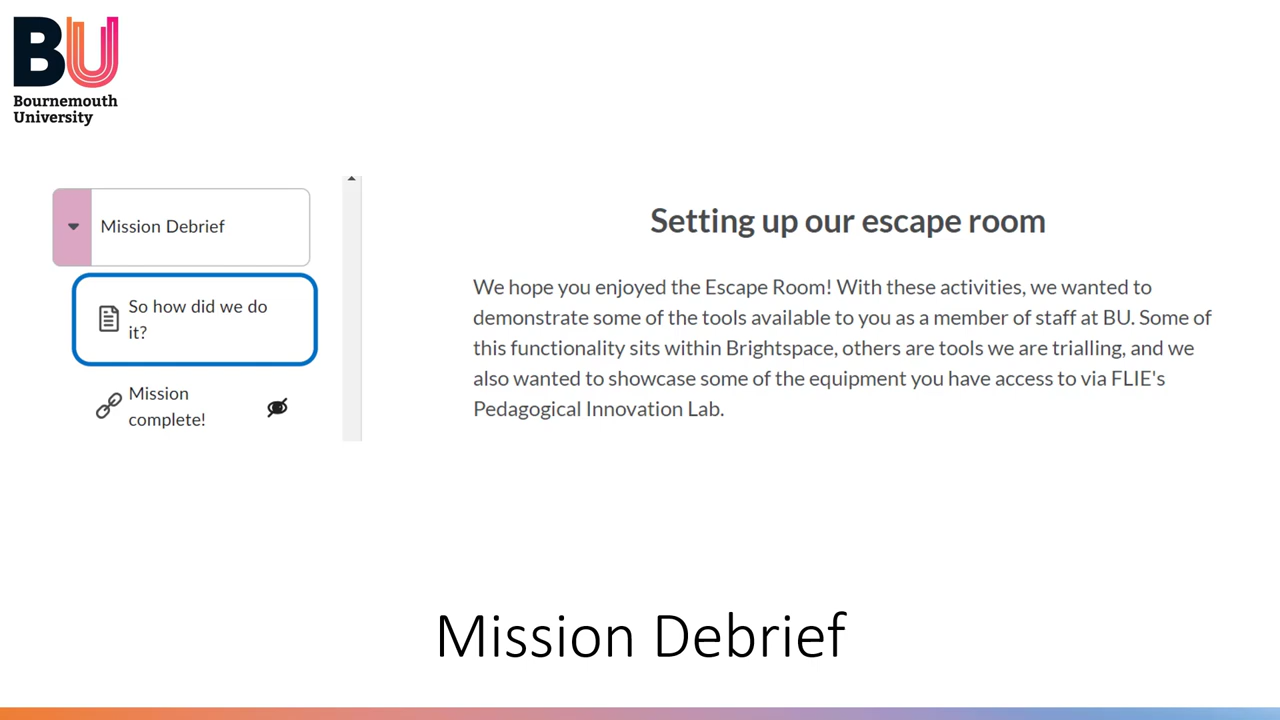 BU
Bournemouth
University
Mission Debrief
So how did we do
it?
Mission
complete!
Setting up our escape room
We hope you enjoyed the Escape Room! With these activities, we wanted to
demonstrate some of the tools available to you as a member of staff at BU. Some of
this functionality sits within Brightspace, others are tools we are trialling, and we
also wanted to showcase some of the equipment you have access to via FLIE's
Pedagogical Innovation Lab.
Mission Debrief